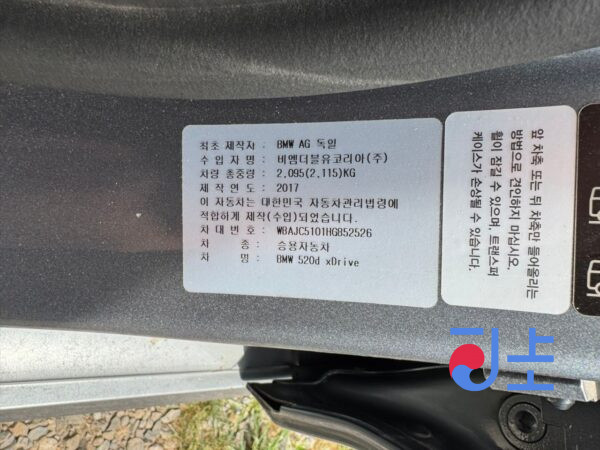 최초 제작자 : BMW AG 독일
수 입 자 명 : 비엠더블유코리아(주)
차량 총중량 : 2,095(2,115)KG
제 작 연 도 : 2017
이 자동차는 대한민국 자동차관리법령에
적합하게 제작(수입)되었습니다.
차 대 번 호 : WBAJC5101HG852526
차 종 : 승용자동차
차 명 : BMW 520d xDrive
앞 차축 또는 뒤 차축만 들어올리는
방법으로 견인하지 마십시오.
휠이 잠길 수 있으며, 트랜스퍼
케이스가 손상될 수 있습니다.